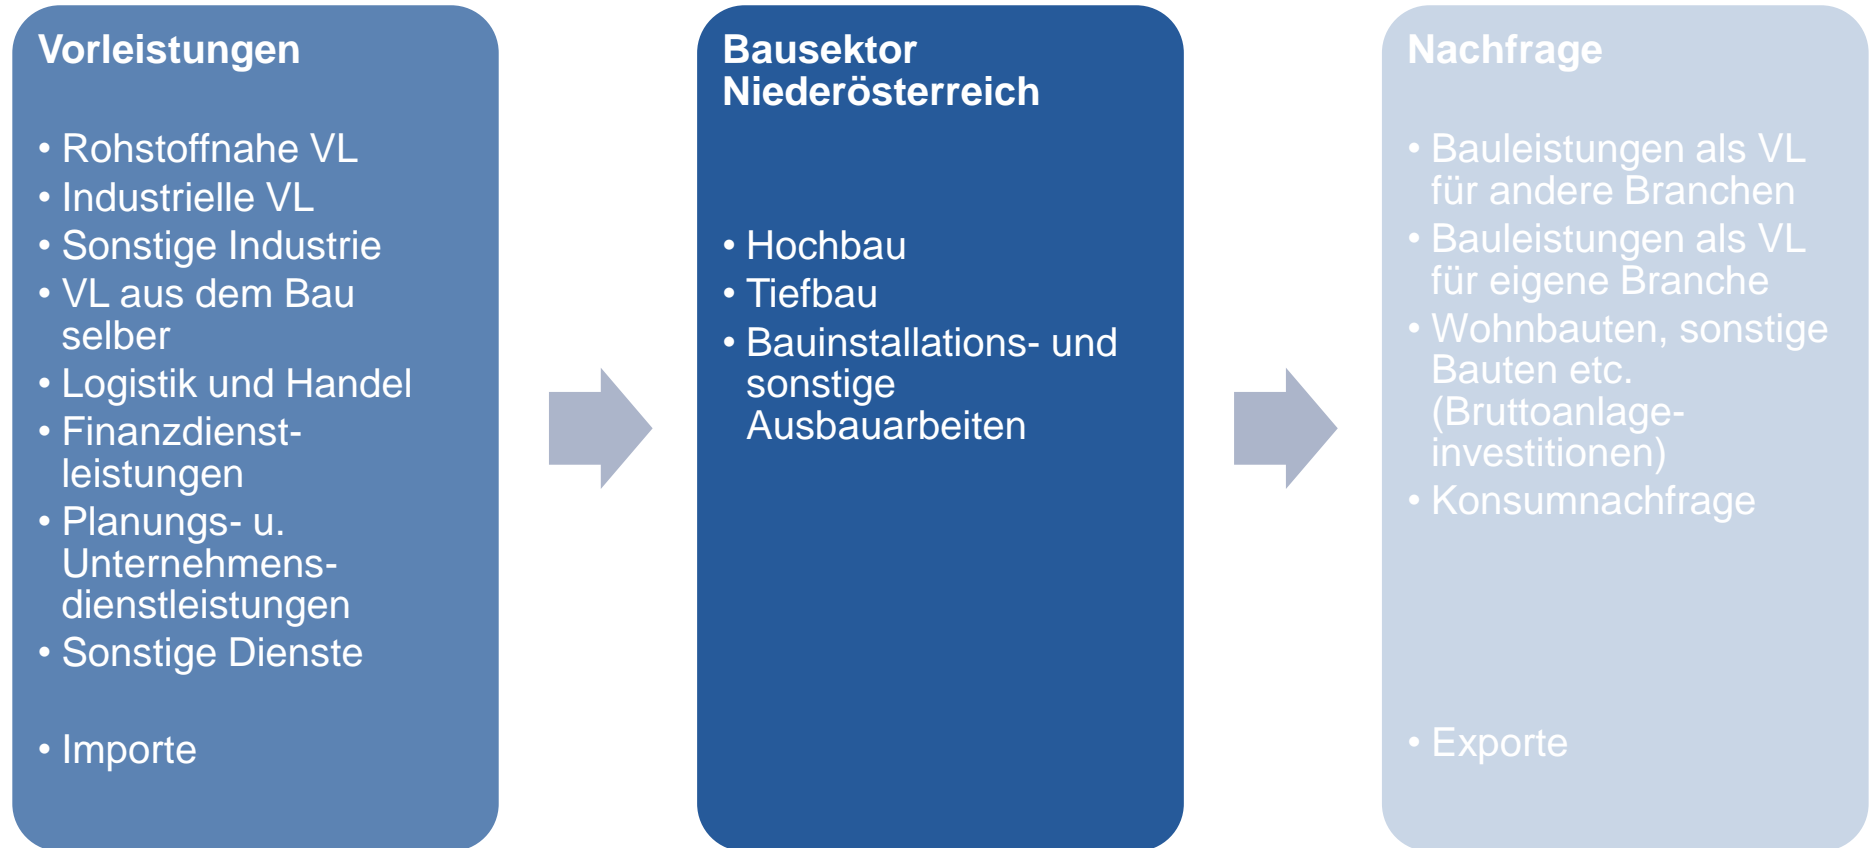 Vorleistungen
• Rohstoffnahe VL
• Industrielle VL
• Sonstige Industrie
• VL aus dem Bau
selber
• Logistik und Handel
• Finanzdienst-
leistungen
• Planungs- u.
Unternehmens-
dienstleistungen
• Sonstige Dienste
• Importe
Bausektor
Niederösterreich
• Hochbau
• Tiefbau
• Bauinstallations- und
sonstige
Ausbauarbeiten
Nachfrage
• Bauleistungen als VL
für andere Branchen
• Bauleistungen als VL
für eigene Branche
• Wohnbauten, sonstige
Bauten etc.
(Bruttoanlage-
investitionen)
• Konsumnachfrage
• Exporte